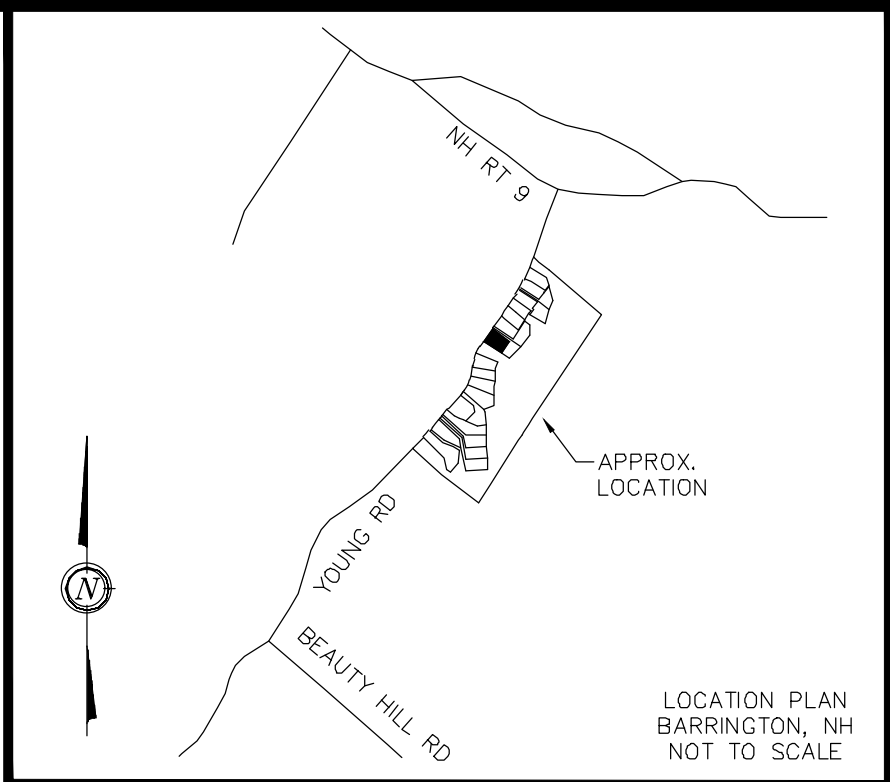 NH RT 9
APPROX.
LOCATION
YOUNG RD
N
BEAUTY HILL RD
LOCATION PLAN
BARRINGTON, NH
NOT TO SCALE